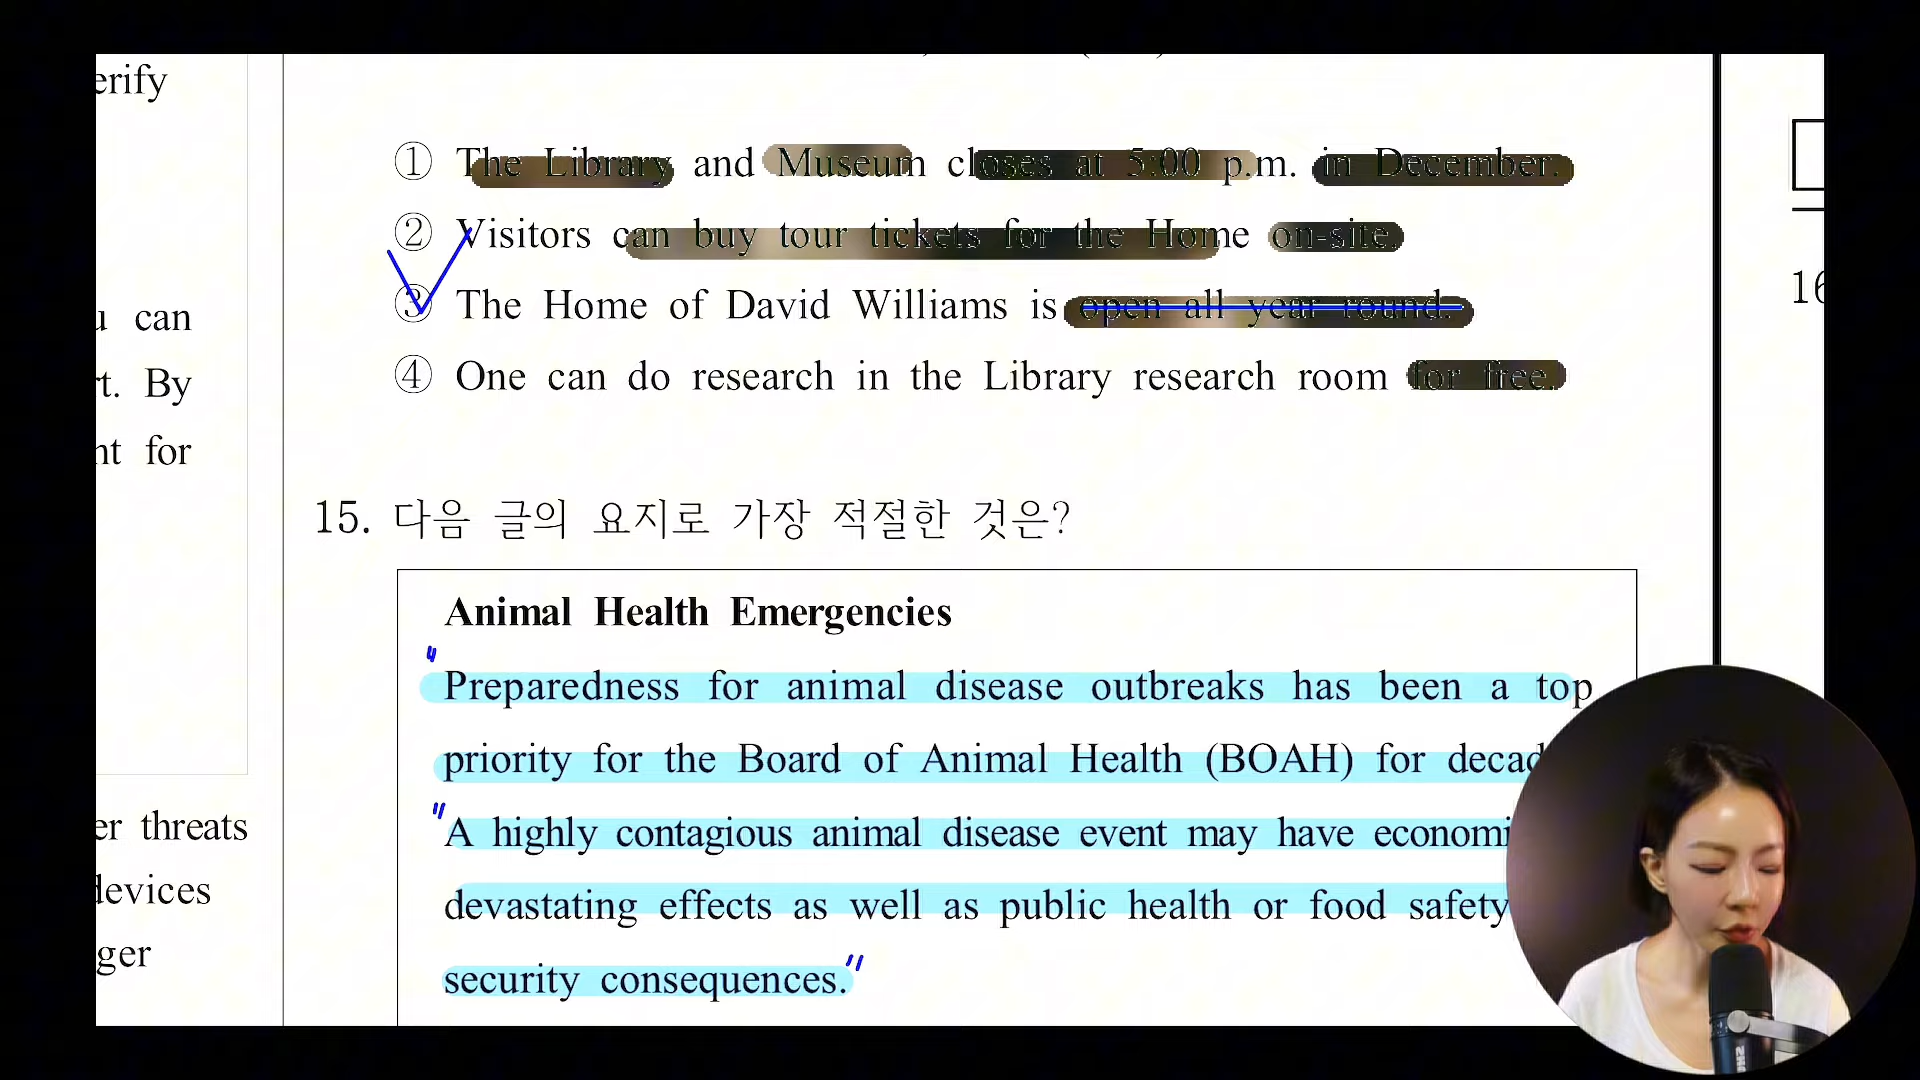 erify
u can
rt. By
nt for
er threats
devices
ger
① The Library and Museum closes at 5:00 p.m. in December.
② Visitors can buy tour tickets for the Home on-site.
③ The Home of David Williams is open all year round.
④ One can do research in the Library research room for free.
15. 다음 글의 요지로 가장 적절한 것은?
Animal Health Emergencies
Preparedness for animal disease outbreaks has been a top
priority for the Board of Animal Health (BOAH) for decad
A highly contagious animal disease event may have economi
devastating effects as well as public health or food safety
security consequences.
16